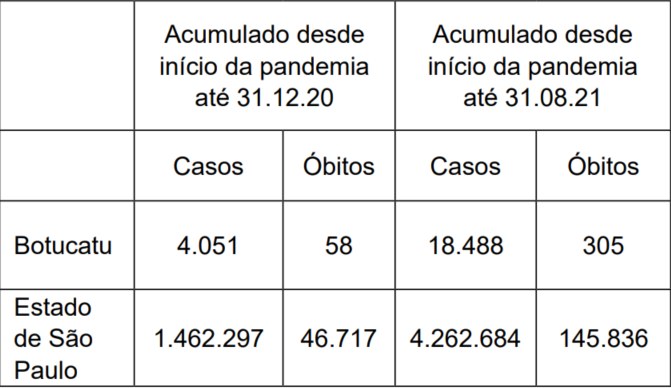 Acumulado desde
início da pandemia
até 31.12.20
Acumulado desde
início da pandemia
até 31.08.21
Casos Óbitos Casos Óbitos
Botucatu 4.051 58 18.488 305
Estado
de São
Paulo
1.462.297 46.717 4.262.684 145.836